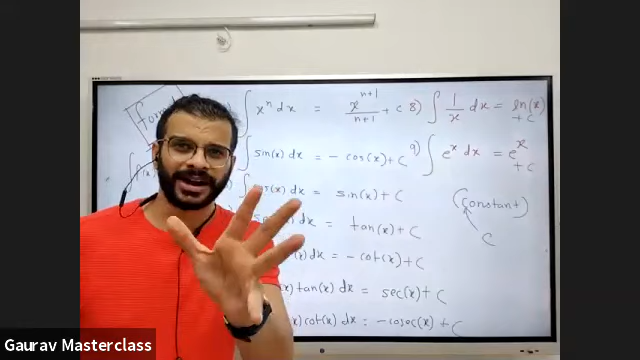 ∫ xⁿ dx = xⁿ⁺¹/n+1 + C
8) ∫ 1/x dx = ln(x) + C
∫ sin(x) dx = - cos(x) + C
9) ∫ eˣ dx = eˣ + C
dx = sin(x) + C
(Constant)
C
dx = tan(x) + C
(x) dx = - cot(x) + C
(x) tan(x) dx = sec(x) + C
(x) cot(x) dx = - cosec(x) + C
Gaurav Masterclass